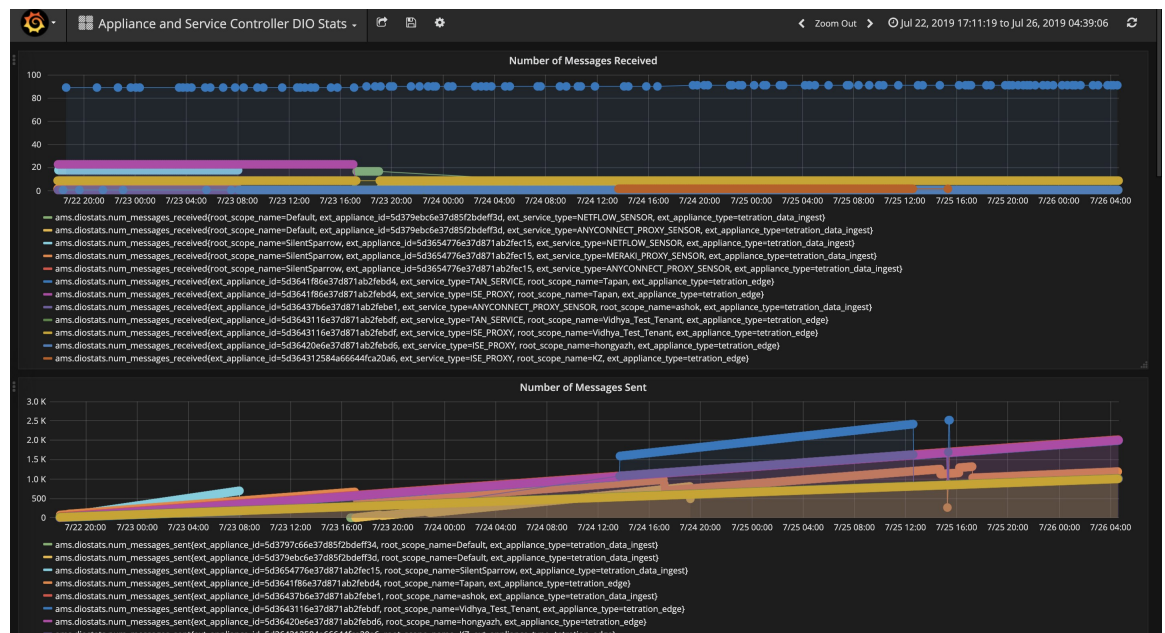 Appliance and Service Controller DIO Stats
Zoom Out
Jul 22, 2019 17:11:19 to Jul 26, 2019 04:39:06
Number of Messages Received
100
80
60
40
20
0
7/22 20:00 7/23 00:00 7/23 04:00 7/23 08:00 7/23 12:00 7/23 16:00 7/23 20:00 7/24 00:00 7/24 04:00 7/24 08:00 7/24 12:00 7/24 16:00 7/24 20:00 7/25 00:00 7/25 04:00 7/25 08:00 7/25 12:00 7/25 16:00 7/25 20:00 7/26 00:00 7/26 04:00
ams.diostats.num_messages_received{root_scope_name=Default, ext_appliance_id=5d379ebc6e37d85f2bdeff3d, ext_service_type=NETFLOW_SENSOR, ext_appliance_type=tetration_data_ingest}
ams.diostats.num_messages_received{root_scope_name=Default, ext_appliance_id=5d379ebc6e37d85f2bdeff3d, ext_service_type=ANYCONNECT_PROXY_SENSOR, ext_appliance_type=tetration_data_ingest}
ams.diostats.num_messages_received{root_scope_name=SilentSparrow, ext_appliance_id=5d3654776e37d871ab2fec15, ext_service_type=NETFLOW_SENSOR, ext_appliance_type=tetration_data_ingest}
ams.diostats.num_messages_received{root_scope_name=SilentSparrow, ext_appliance_id=5d3654776e37d871ab2fec15, ext_service_type=MERAKI_PROXY_SENSOR, ext_appliance_type=tetration_data_ingest}
ams.diostats.num_messages_received{root_scope_name=SilentSparrow, ext_appliance_id=5d3654776e37d871ab2fec15, ext_service_type=ANYCONNECT_PROXY_SENSOR, ext_appliance_type=tetration_data_ingest}
ams.diostats.num_messages_received{ext_appliance_id=5d3641f86e37d871ab2febd4, ext_service_type=TAN_SERVICE, root_scope_name=Tapan, ext_appliance_type=tetration_edge}
ams.diostats.num_messages_received{ext_appliance_id=5d3641f86e37d871ab2febd4, ext_service_type=ISE_PROXY, root_scope_name=Tapan, ext_appliance_type=tetration_edge}
ams.diostats.num_messages_received{ext_appliance_id=5d36437b6e37d871ab2febe1, ext_service_type=ANYCONNECT_PROXY_SENSOR, root_scope_name=ashok, ext_appliance_type=tetration_data_ingest}
ams.diostats.num_messages_received{ext_appliance_id=5d3643116e37d871ab2febdf, ext_service_type=TAN_SERVICE, root_scope_name=Vidhya_Test_Tenant, ext_appliance_type=tetration_edge}
ams.diostats.num_messages_received{ext_appliance_id=5d3643116e37d871ab2febdf, ext_service_type=ISE_PROXY, root_scope_name=Vidhya_Test_Tenant, ext_appliance_type=tetration_edge}
ams.diostats.num_messages_received{ext_appliance_id=5d36420e6e37d871ab2febd6, ext_service_type=ISE_PROXY, root_scope_name=hongyazh, ext_appliance_type=tetration_edge}
ams.diostats.num_messages_received{ext_appliance_id=5d364312584a66644fca20a6, ext_service_type=ISE_PROXY, root_scope_name=KZ, ext_appliance_type=tetration_edge}
Number of Messages Sent
3.0 K
2.5 K
2.0 K
1.5 K
1.0 K
500
0
7/22 20:00 7/23 00:00 7/23 04:00 7/23 08:00 7/23 12:00 7/23 16:00 7/23 20:00 7/24 00:00 7/24 04:00 7/24 08:00 7/24 12:00 7/24 16:00 7/24 20:00 7/25 00:00 7/25 04:00 7/25 08:00 7/25 12:00 7/25 16:00 7/25 20:00 7/26 00:00 7/26 04:00
ams.diostats.num_messages_sent{ext_appliance_id=5d3797c66e37d85f2bdeff34, root_scope_name=Default, ext_appliance_type=tetration_data_ingest}
ams.diostats.num_messages_sent{ext_appliance_id=5d379ebc6e37d85f2bdeff3d, root_scope_name=Default, ext_appliance_type=tetration_data_ingest}
ams.diostats.num_messages_sent{ext_appliance_id=5d3654776e37d871ab2fec15, root_scope_name=SilentSparrow, ext_appliance_type=tetration_data_ingest}
ams.diostats.num_messages_sent{ext_appliance_id=5d3641f86e37d871ab2febd4, root_scope_name=Tapan, ext_appliance_type=tetration_edge}
ams.diostats.num_messages_sent{ext_appliance_id=5d36437b6e37d871ab2febe1, root_scope_name=ashok, ext_appliance_type=tetration_data_ingest}
ams.diostats.num_messages_sent{ext_appliance_id=5d3643116e37d871ab2febdf, root_scope_name=Vidhya_Test_Tenant, ext_appliance_type=tetration_edge}
ams.diostats.num_messages_sent{ext_appliance_id=5d36420e6e37d871ab2febd6, root_scope_name=hongyazh, ext_appliance_type=tetration_edge}